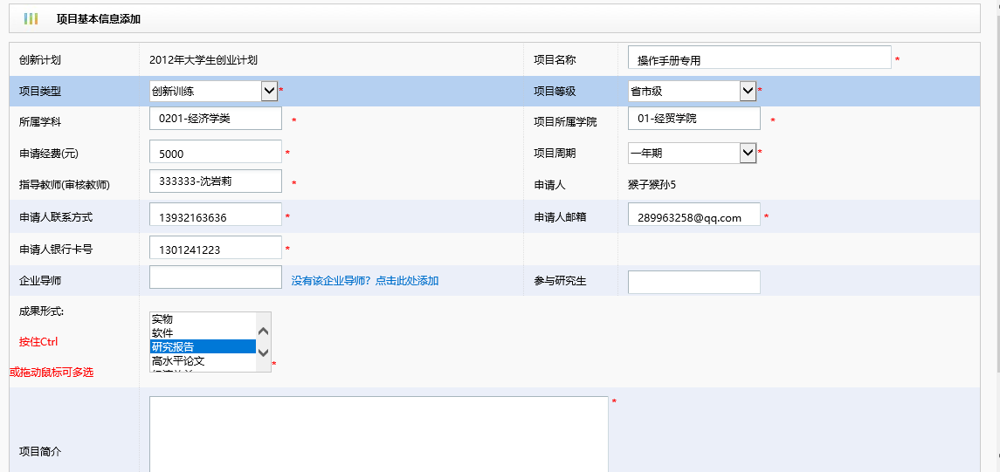 项目基本信息添加
创新计划 2012年大学生创业计划 项目名称 操作手册专用 *
项目类型 创新训练 * 项目等级 省市级 *
所属学科 0201-经济学类 * 项目所属学院 01-经贸学院 *
申请经费(元) 5000 * 项目周期 一年期 *
指导教师(审核教师) 333333-沈岩莉 * 申请人 猴子猴孙5
申请人联系方式 13932163636 * 申请人邮箱 289963258@qq.com *
申请人银行卡号 1301241223 *
企业导师 没有该企业导师？点击此处添加 参与研究生
成果形式:
按住Ctrl
或拖动鼠标可多选
实物
软件
研究报告
高水平论文 *
项目简介 *